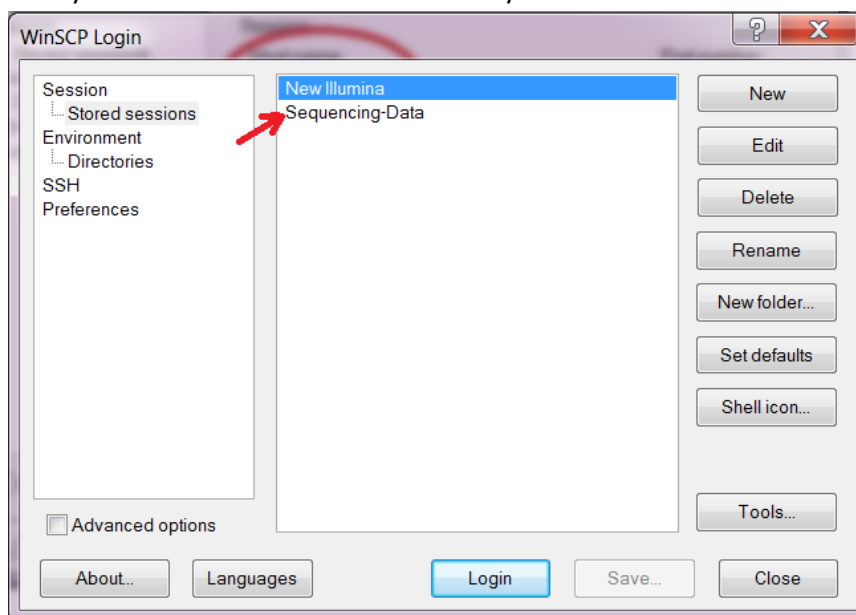 WinSCP Login
Session
Stored sessions
Environment
Directories
SSH
Preferences
Advanced options
New Illumina
Sequencing-Data
New
Edit
Delete
Rename
New folder...
Set defaults
Shell icon...
Tools...
About...
Languages
Login
Save...
Close